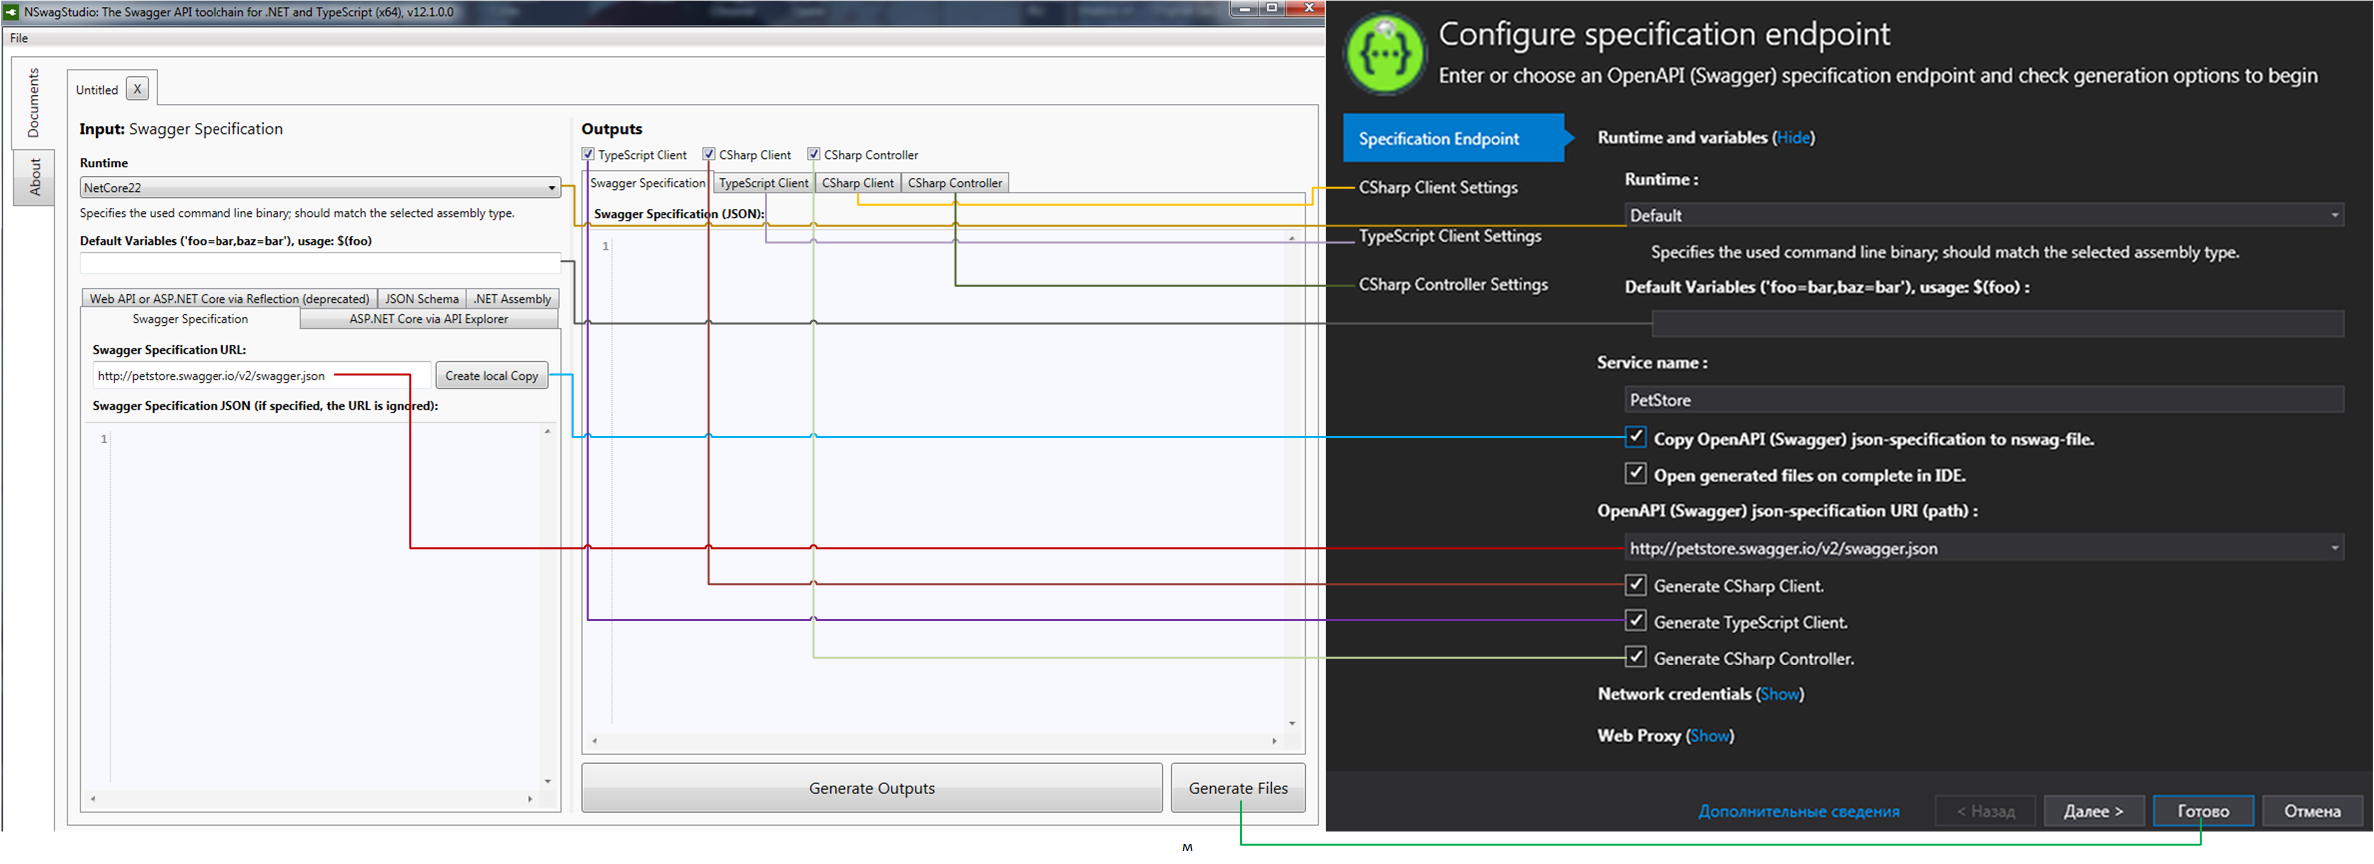 NSwagStudio: The Swagger API toolchain for .NET and TypeScript (x64), v12.1.0.0
File
Documents
About
Untitled X
Input: Swagger Specification
Runtime
NetCore22
Specifies the used command line binary; should match the selected assembly type.
Default Variables ('foo=bar,baz=bar'), usage: $(foo)
Web API or ASP.NET Core via Reflection (deprecated) JSON Schema .NET Assembly
Swagger Specification ASP.NET Core via API Explorer
Swagger Specification URL:
http://petstore.swagger.io/v2/swagger.json Create local Copy
Swagger Specification JSON (if specified, the URL is ignored):
1
Outputs
TypeScript Client CSharp Client CSharp Controller
Swagger Specification TypeScript Client CSharp Client CSharp Controller
Swagger Specification (JSON):
1
Generate Outputs Generate Files
Configure specification endpoint
Enter or choose an OpenAPI (Swagger) specification endpoint and check generation options to begin
Specification Endpoint
CSharp Client Settings
TypeScript Client Settings
CSharp Controller Settings
Runtime and variables (Hide)
Runtime :
Default
Specifies the used command line binary; should match the selected assembly type.
Default Variables ('foo=bar,baz=bar'), usage: $(foo) :
Service name :
PetStore
Copy OpenAPI (Swagger) json-specification to nswag-file.
Open generated files on complete in IDE.
OpenAPI (Swagger) json-specification URI (path) :
http://petstore.swagger.io/v2/swagger.json
Generate CSharp Client.
Generate TypeScript Client.
Generate CSharp Controller.
Network credentials (Show)
Web Proxy (Show)
Дополнительные сведения < Назад Далее > Готово Отмена
м